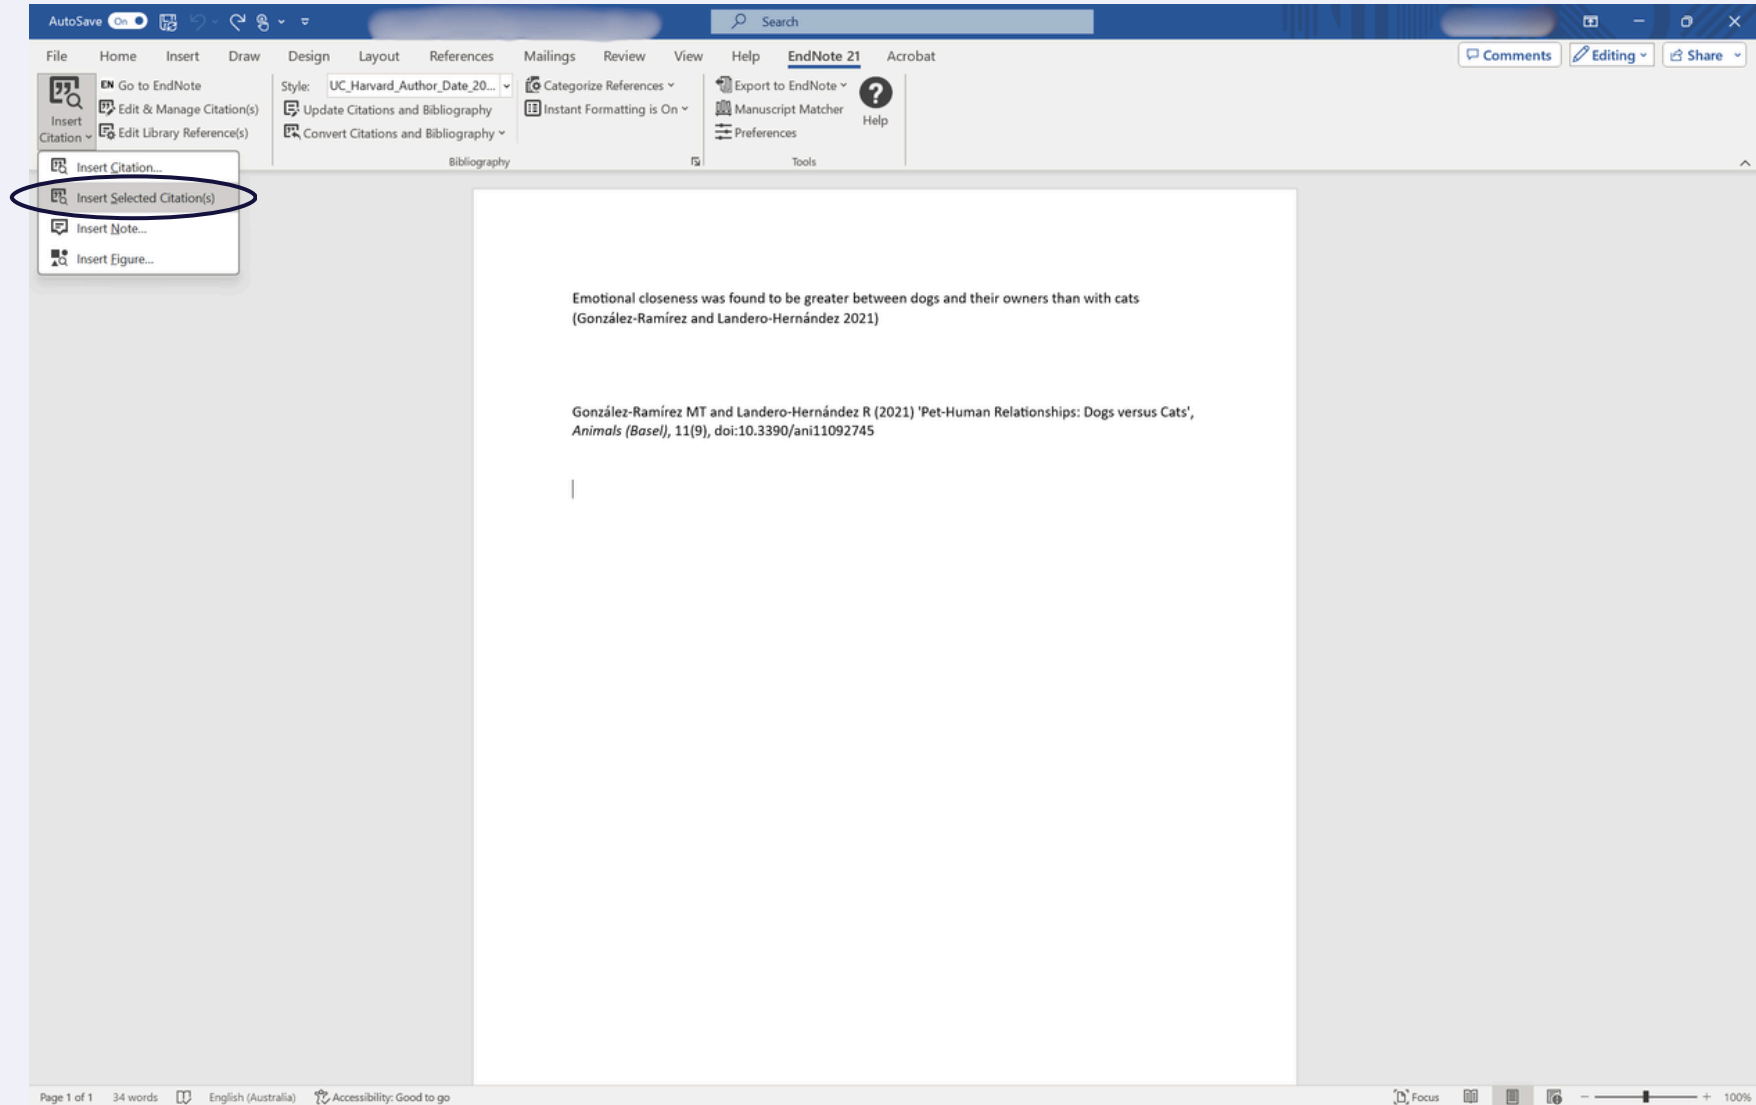 AutoSave On Search
File Home Insert Draw Design Layout References Mailings Review View Help EndNote 21 Acrobat Comments Editing Share
Insert Citation
EN Go to EndNote
Edit & Manage Citation(s)
Edit Library Reference(s)
Style: UC_Harvard_Author_Date_20...
Update Citations and Bibliography
Convert Citations and Bibliography
Categorize References
Instant Formatting is On
Bibliography
Export to EndNote
Manuscript Matcher
Preferences
Help
Tools
Insert Citation...
Insert Selected Citation(s)
Insert Note...
Insert Figure...
Emotional closeness was found to be greater between dogs and their owners than with cats
(González-Ramírez and Landero-Hernández 2021)
González-Ramírez MT and Landero-Hernández R (2021) 'Pet-Human Relationships: Dogs versus Cats',
Animals (Basel), 11(9), doi:10.3390/ani11092745
Page 1 of 1 34 words English (Australia) Accessibility: Good to go Focus 100%